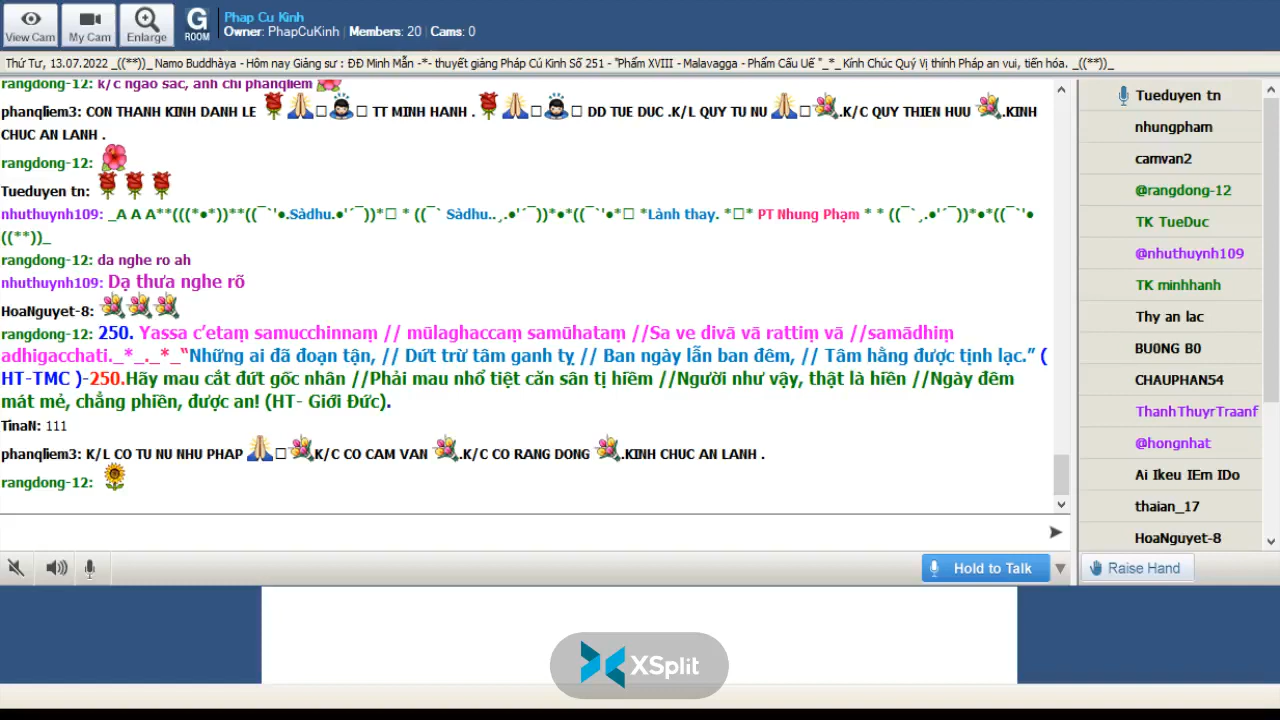 View Cam
My Cam
Enlarge
G
ROOM
Phap Cu Kinh
Owner: PhapCuKinh | Members: 20 | Cams: 0
Thứ Tư, 13.07.2022 _((**))_ Namo Buddhàya - Hôm nay Giảng sư : ĐĐ Minh Mẫn -*- thuyết giảng Pháp Cú Kinh Số 251 - "Phẩm XVIII - Malavagga - Phẩm Cấu Uế "_*_ Kính Chúc Quý Vị thính Pháp an vui, tiến hóa. _((**))_
rangdong-12: k/c ngao sac, anh chi phanqliem
phanqliem3: CON THANH KINH DANH LE TT MINH HANH . DD TUE DUC .K/L QUY TU NU .K/C QUY THIEN HUU .KINH
CHUC AN LANH .
rangdong-12:
Tueduyen tn:
nhuthuynh109: _A A A**(((*●*))**((¯`'●.Sàdhu.●'´¯))*□ * ((¯` Sàdhu..¸.●'´¯))*●*((¯`'●*□ *Lành thay. *□* PT Nhung Phạm * * ((¯`¸.●'´¯))*●*((¯`'●
((**))_
rangdong-12: da nghe ro ah
nhuthuynh109: Dạ thưa nghe rõ
HoaNguyet-8:
rangdong-12: 250. Yassa c’etaṃ samucchinnaṃ // mūlaghaccaṃ samūhataṃ //Sa ve divā vā rattiṃ vā //samādhiṃ
adhigacchati._*_._*_“Những ai đã đoạn tận, // Dứt trừ tâm ganh tỵ // Ban ngày lẫn ban đêm, // Tâm hằng được tịnh lạc.” (
HT-TMC )-250.Hãy mau cắt đứt gốc nhân //Phải mau nhổ tiệt căn sân tị hiềm //Người như vậy, thật là hiền //Ngày đêm
mát mẻ, chẳng phiền, được an! (HT- Giới Đức).
TinaN: 111
phanqliem3: K/L CO TU NU NHU PHAP K/C CO CAM VAN .K/C CO RANG DONG .KINH CHUC AN LANH .
rangdong-12:
Hold to Talk
Tueduyen tn
nhungpham
camvan2
@rangdong-12
TK TueDuc
@nhuthuynh109
TK minhhanh
Thy an lac
BU0NG B0
CHAUPHAN54
ThanhThuyrTraanf
@hongnhat
Ai Ikeu IEm IDo
thaian_17
HoaNguyet-8
Raise Hand
XSplit